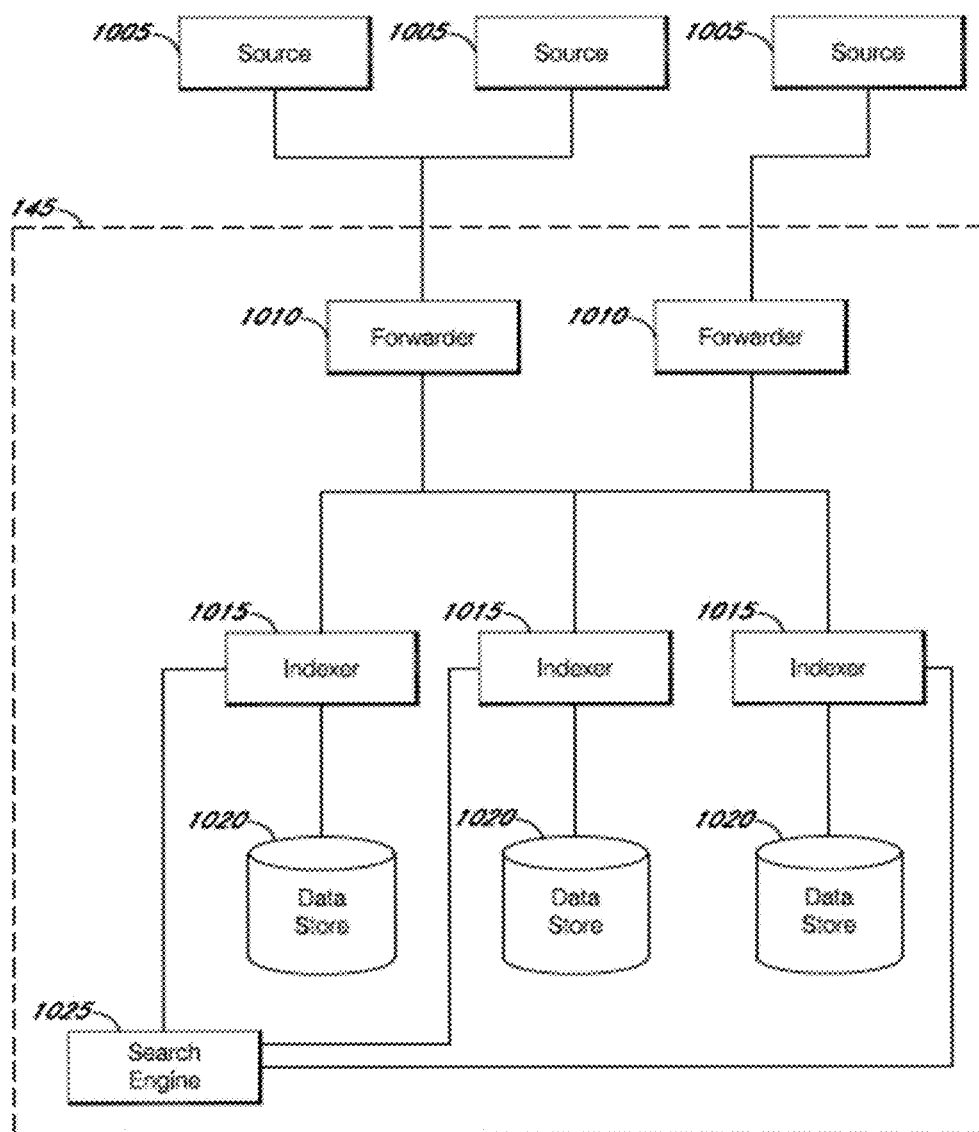 1005 1005 1005
Source Source Source
145
1010 1010
Forwarder Forwarder
1015 1015 1015
Indexer Indexer Indexer
1020 1020 1020
Data Data Data
Store Store Store
1025
Search
Engine